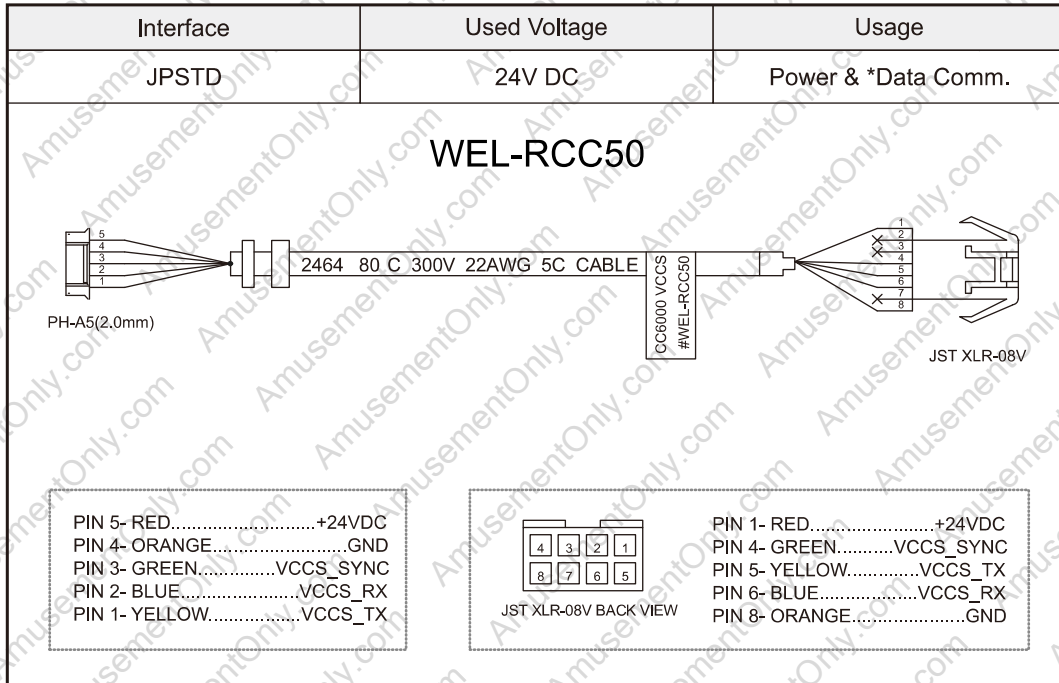 Interface Used Voltage Usage
JPSTD 24V DC Power & *Data Comm.
WEL-RCC50
5
4
3
2
1
PH-A5(2.0mm)
2464 80 C 300V 22AWG 5C CABLE
CC6000 VCCS
#WEL-RCC50
1
2
3
4
5
6
7
8
JST XLR-08V
PIN 5- RED......................+24VDC
PIN 4- ORANGE.....................GND
PIN 3- GREEN.............VCCS_SYNC
PIN 2- BLUE..................VCCS_RX
PIN 1- YELLOW..............VCCS_TX
4 3 2 1
8 7 6 5
JST XLR-08V BACK VIEW
PIN 1- RED...................+24VDC
PIN 4- GREEN.........VCCS_SYNC
PIN 5- YELLOW...............VCCS_TX
PIN 6- BLUE...............VCCS_RX
PIN 8- ORANGE..................GND
AmusementOnly.com